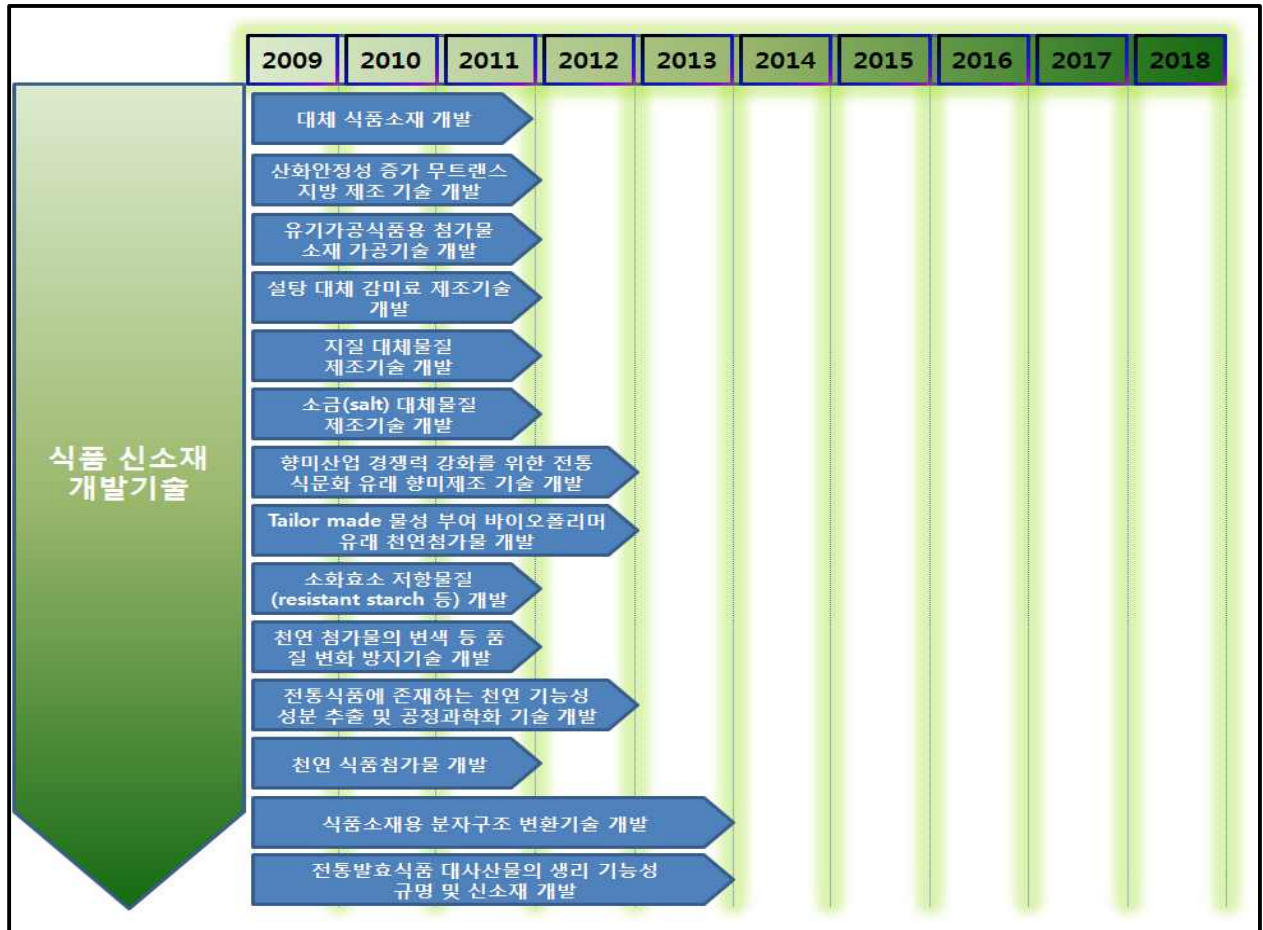 2009 2010 2011 2012 2013 2014 2015 2016 2017 2018
식품 신소재
개발기술
대체 식품소재 개발
산화안정성 증가 무트랜스
지방 제조 기술 개발
유기가공식품용 첨가물
소재 가공기술 개발
설탕 대체 감미료 제조기술
개발
지질 대체물질
제조기술 개발
소금(salt) 대체물질
제조기술 개발
향미산업 경쟁력 강화를 위한 전통
식문화 유래 향미제조 기술 개발
Tailor made 물성 부여 바이오폴리머
유래 천연첨가물 개발
소화효소 저항물질
(resistant starch 등) 개발
천연 첨가물의 변색 등 품
질 변화 방지기술 개발
전통식품에 존재하는 천연 기능성
성분 추출 및 공정과학화 기술 개발
천연 식품첨가물 개발
식품소재용 분자구조 변환기술 개발
전통발효식품 대사산물의 생리 기능성
규명 및 신소재 개발